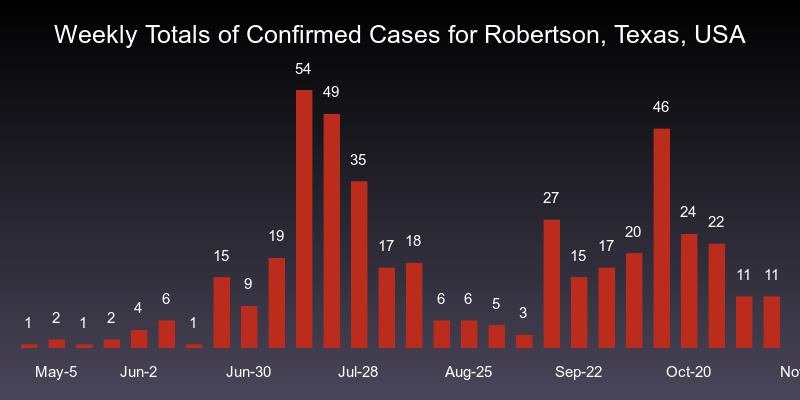 Weekly Totals of Confirmed Cases for Robertson, Texas, USA
1 2 1 2 4 6 1 15 9 19 54 49 35 17 18 6 6 5 3 27 15 17 20 46 24 22 11 11
May-5 Jun-2 Jun-30 Jul-28 Aug-25 Sep-22 Oct-20